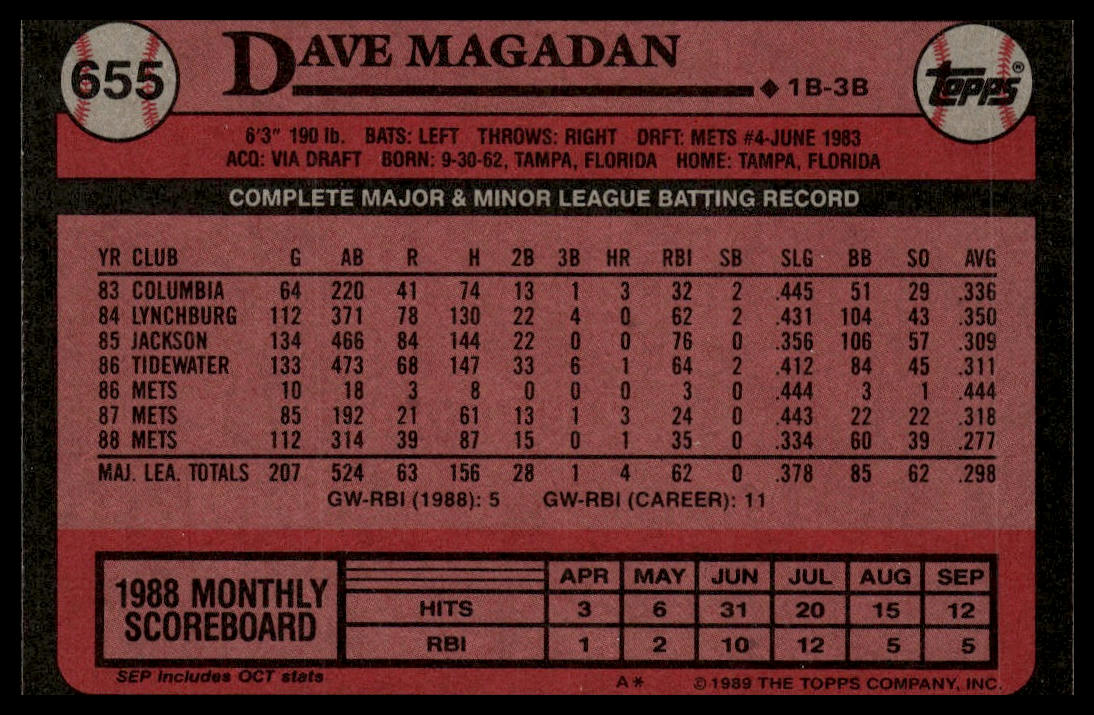 655 DAVE MAGADAN ◆ 1B-3B TOPPS®
6'3" 190 lb. BATS: LEFT THROWS: RIGHT DRFT: METS #4-JUNE 1983
ACQ: VIA DRAFT BORN: 9-30-62, TAMPA, FLORIDA HOME: TAMPA, FLORIDA
COMPLETE MAJOR & MINOR LEAGUE BATTING RECORD
YR CLUB G AB R H 2B 3B HR RBI SB SLG BB SO AVG
83 COLUMBIA 64 220 41 74 13 1 3 32 2 .445 51 29 .336
84 LYNCHBURG 112 371 78 130 22 4 0 62 2 .431 104 43 .350
85 JACKSON 134 466 84 144 22 0 0 76 0 .356 106 57 .309
86 TIDEWATER 133 473 68 147 33 6 1 64 2 .412 84 45 .311
86 METS 10 18 3 8 0 0 0 3 0 .444 3 1 .444
87 METS 85 192 21 61 13 1 3 24 0 .443 22 22 .318
88 METS 112 314 39 87 15 0 1 35 0 .334 60 39 .277
MAJ. LEA. TOTALS 207 524 63 156 28 1 4 62 0 .378 85 62 .298
GW-RBI (1988): 5 GW-RBI (CAREER): 11
1988 MONTHLY SCOREBOARD
APR MAY JUN JUL AUG SEP
HITS 3 6 31 20 15 12
RBI 1 2 10 12 5 5
SEP includes OCT stats
A* ©1989 THE TOPPS COMPANY, INC.